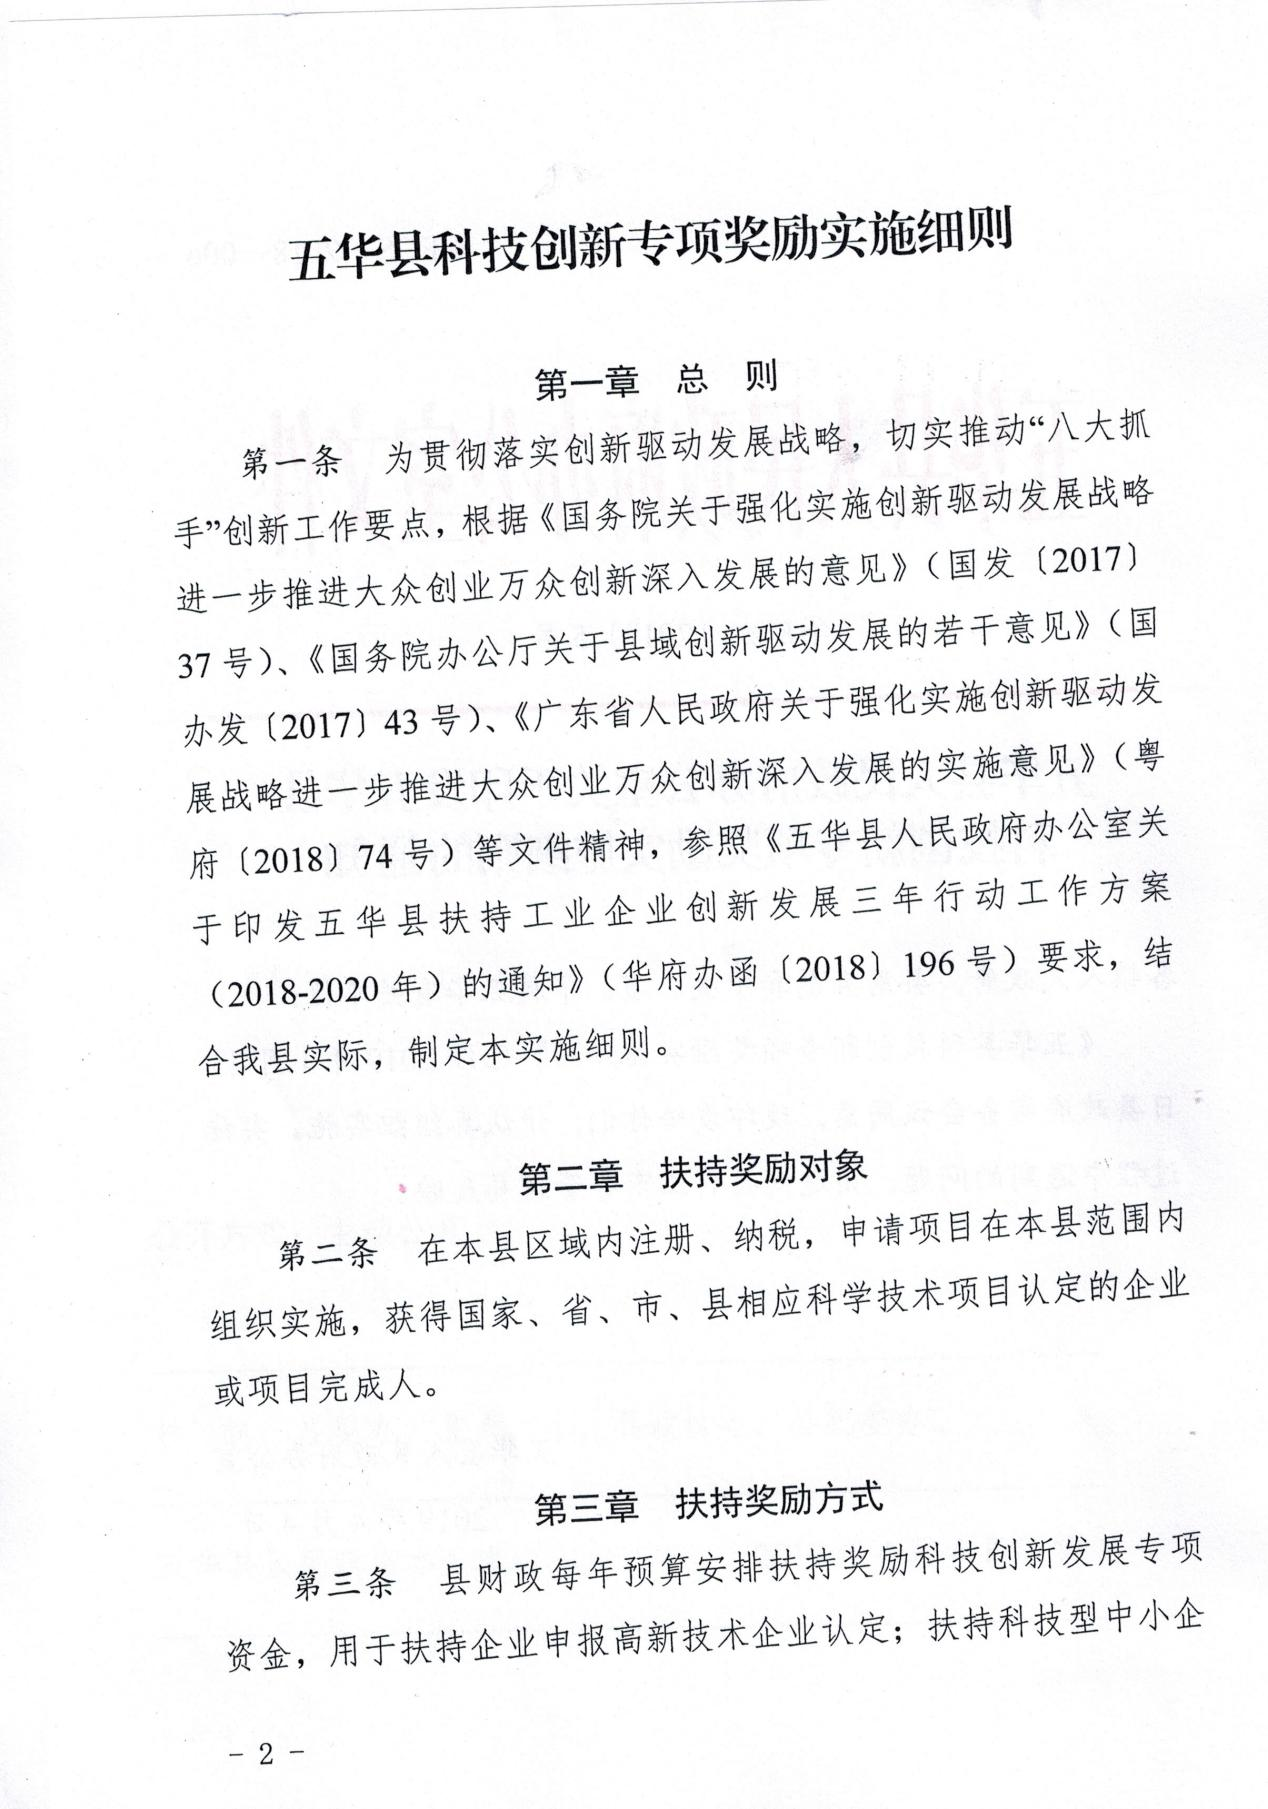 五华县科技创新专项奖励实施细则
第一章 总 则
第一条 为贯彻落实创新驱动发展战略，切实推动“八大抓
手”创新工作要点，根据《国务院关于强化实施创新驱动发展战略
进一步推进大众创业万众创新深入发展的意见》（国发〔2017〕
37 号）、《国务院办公厅关于县域创新驱动发展的若干意见》（国
办发〔2017〕43 号）、《广东省人民政府关于强化实施创新驱动发
展战略进一步推进大众创业万众创新深入发展的实施意见》（粤
府〔2018〕74 号）等文件精神，参照《五华县人民政府办公室关
于印发五华县扶持工业企业创新发展三年行动工作方案
（2018-2020 年）的通知》（华府办函〔2018〕196 号）要求，结
合我县实际，制定本实施细则。
第二章 扶持奖励对象
第二条 在本县区域内注册、纳税，申请项目在本县范围内
组织实施，获得国家、省、市、县相应科学技术项目认定的企业
或项目完成人。
第三章 扶持奖励方式
第三条 县财政每年预算安排扶持奖励科技创新发展专项
资金，用于扶持企业申报高新技术企业认定；扶持科技型中小企
- 2 -